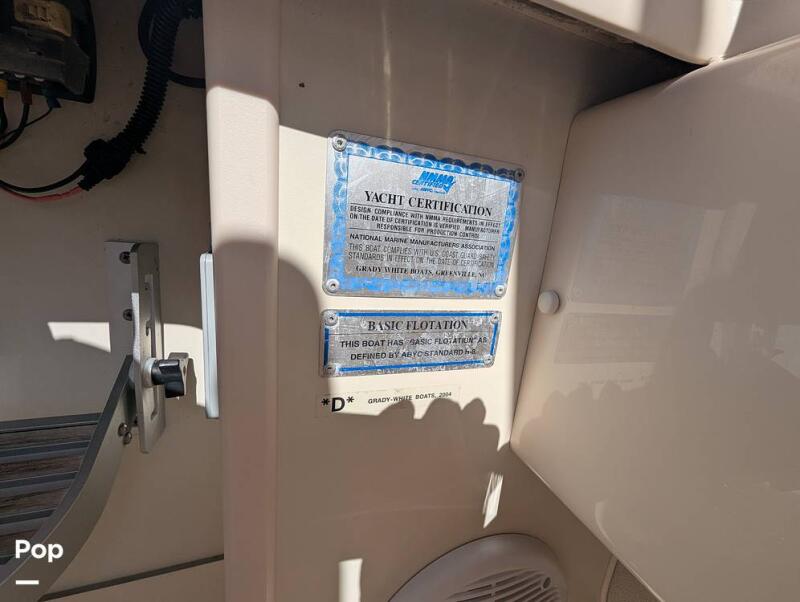 NMMA
CERTIFIED
YACHT CERTIFICATION
DESIGN COMPLIANCE WITH NMMA REQUIREMENTS IN EFFECT
ON THE DATE OF CERTIFICATION IS VERIFIED. MANUFACTURER
RESPONSIBLE FOR PRODUCTION CONTROL.
NATIONAL MARINE MANUFACTURERS ASSOCIATION
THIS BOAT COMPLIES WITH U.S. COAST GUARD SAFETY
STANDARDS IN EFFECT ON THE DATE OF CERTIFICATION
GRADY-WHITE BOATS, GREENVILLE, NC
BASIC FLOTATION
THIS BOAT HAS "BASIC FLOTATION" AS
DEFINED BY ABYC STANDARD H-8
*D* GRADY-WHITE BOATS, 2004
Pop